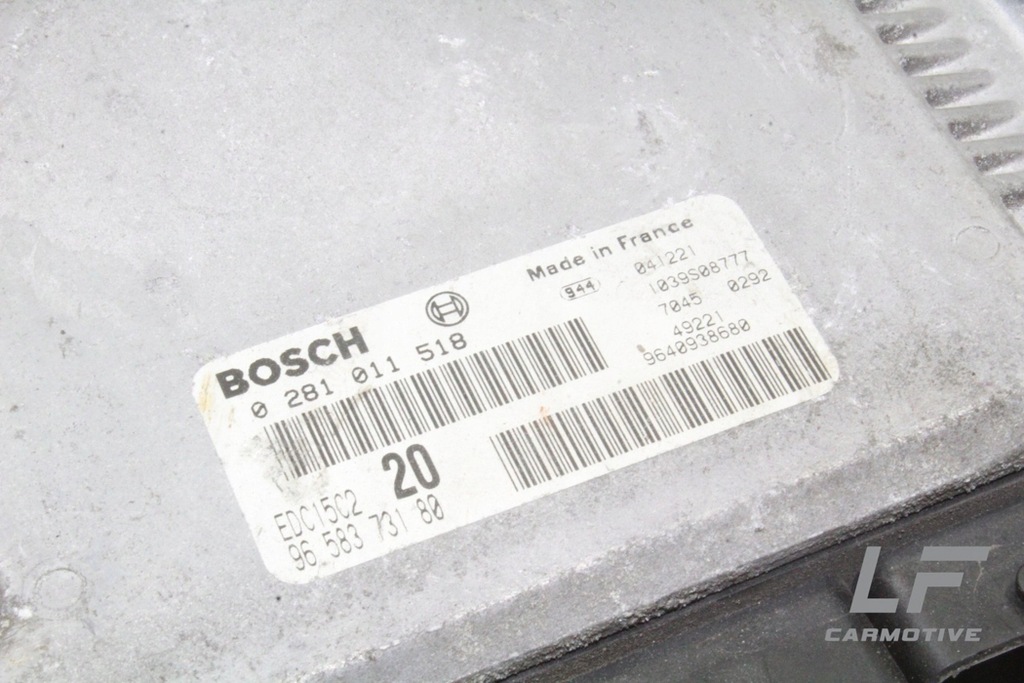 Made in France
944
041221
1039S08777
7045 0292
49221
9640938680
BOSCH
0 281 011 518
20
EDC15C2
96 583 731 80
LF
CARMOTIVE